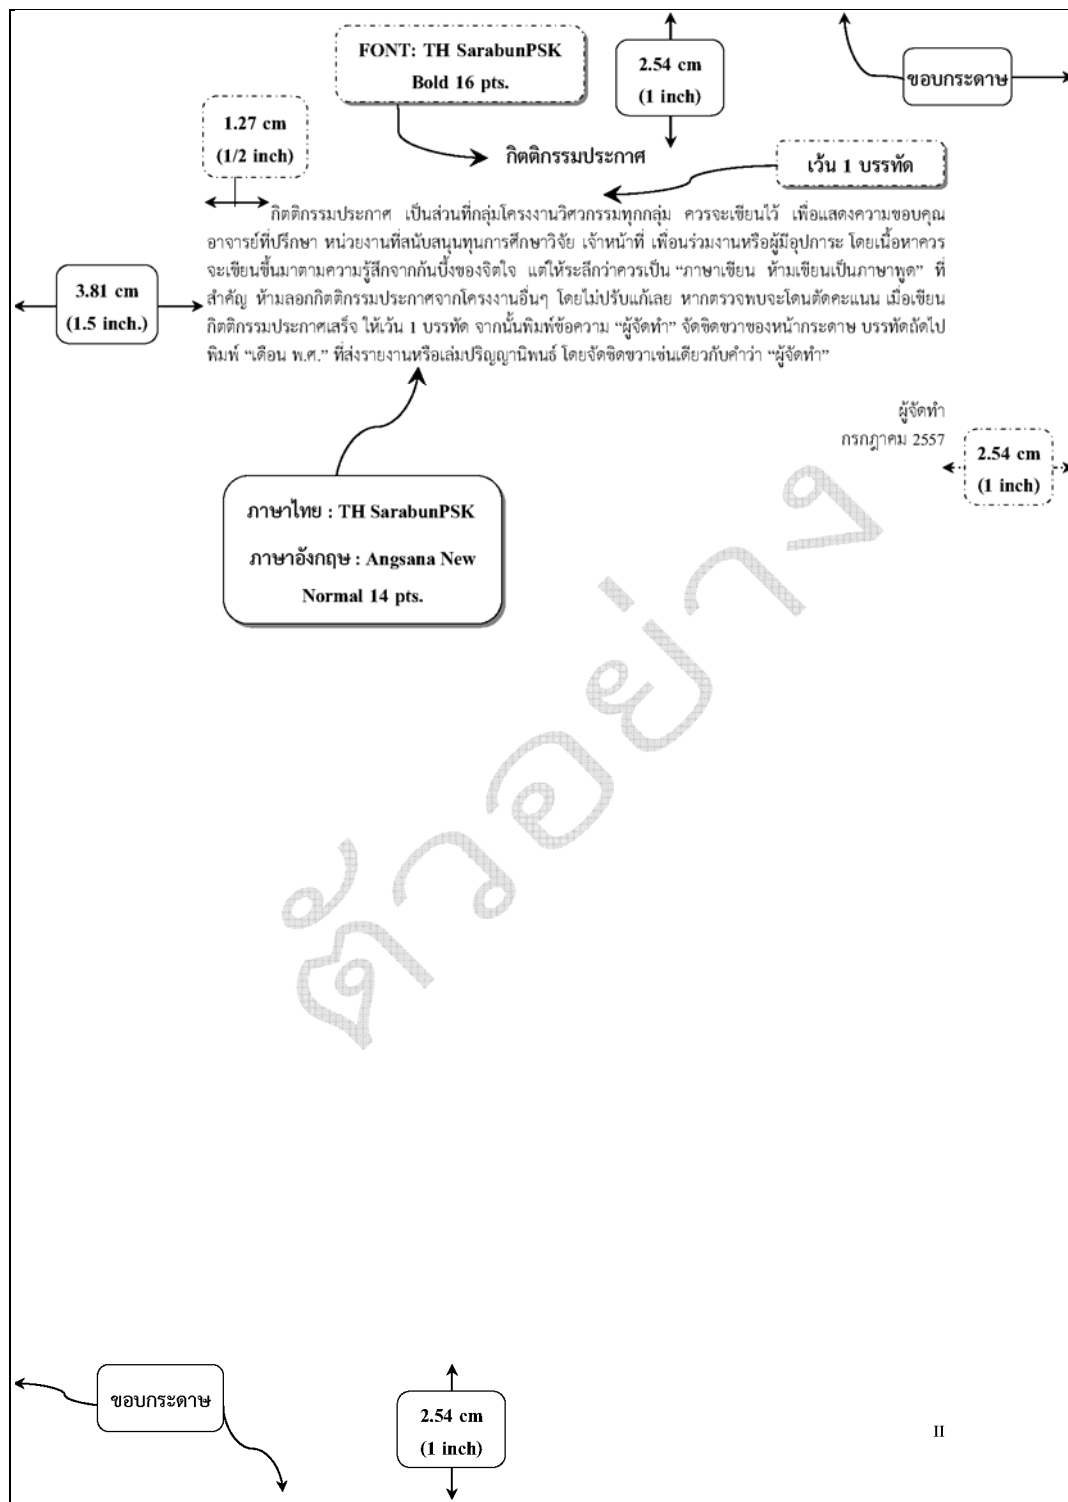 FONT: TH SarabunPSK
Bold 16 pts.
2.54 cm
(1 inch)
ขอบกระดาษ
1.27 cm
(1/2 inch)
กิตติกรรมประกาศ
เว้น 1 บรรทัด
กิตติกรรมประกาศ เป็นส่วนที่กลุ่มโครงงานวิศวกรรมทุกกลุ่ม ควรจะเขียนไว้ เพื่อแสดงความขอบคุณ
อาจารย์ที่ปรึกษา หน่วยงานที่สนับสนุนทุนการศึกษาวิจัย เจ้าหน้าที่ เพื่อนร่วมงานหรือผู้มีอุปการะ โดยเนื้อหาควร
จะเขียนขึ้นมาตามความรู้สึกจากก้นบึ้งของจิตใจ แต่ให้ระลึกว่าควรเป็น “ภาษาเขียน ห้ามเขียนเป็นภาษาพูด” ที่
สำคัญ ห้ามลอกกิตติกรรมประกาศจากโครงงานอื่นๆ โดยไม่ปรับแก้เลย หากตรวจพบจะโดนตัดคะแนน เมื่อเขียน
กิตติกรรมประกาศเสร็จ ให้เว้น 1 บรรทัด จากนั้นพิมพ์ข้อความ “ผู้จัดทำ” จัดชิดขวาของหน้ากระดาษ บรรทัดถัดไป
พิมพ์ “เดือน พ.ศ.” ที่ส่งรายงานหรือเล่มปริญญานิพนธ์ โดยจัดชิดขวาเช่นเดียวกับคำว่า “ผู้จัดทำ”
3.81 cm
(1.5 inch.)
ผู้จัดทำ
กรกฎาคม 2557
2.54 cm
(1 inch)
ภาษาไทย : TH SarabunPSK
ภาษาอังกฤษ : Angsana New
Normal 14 pts.
ตัวอย่าง
ขอบกระดาษ
2.54 cm
(1 inch)
II